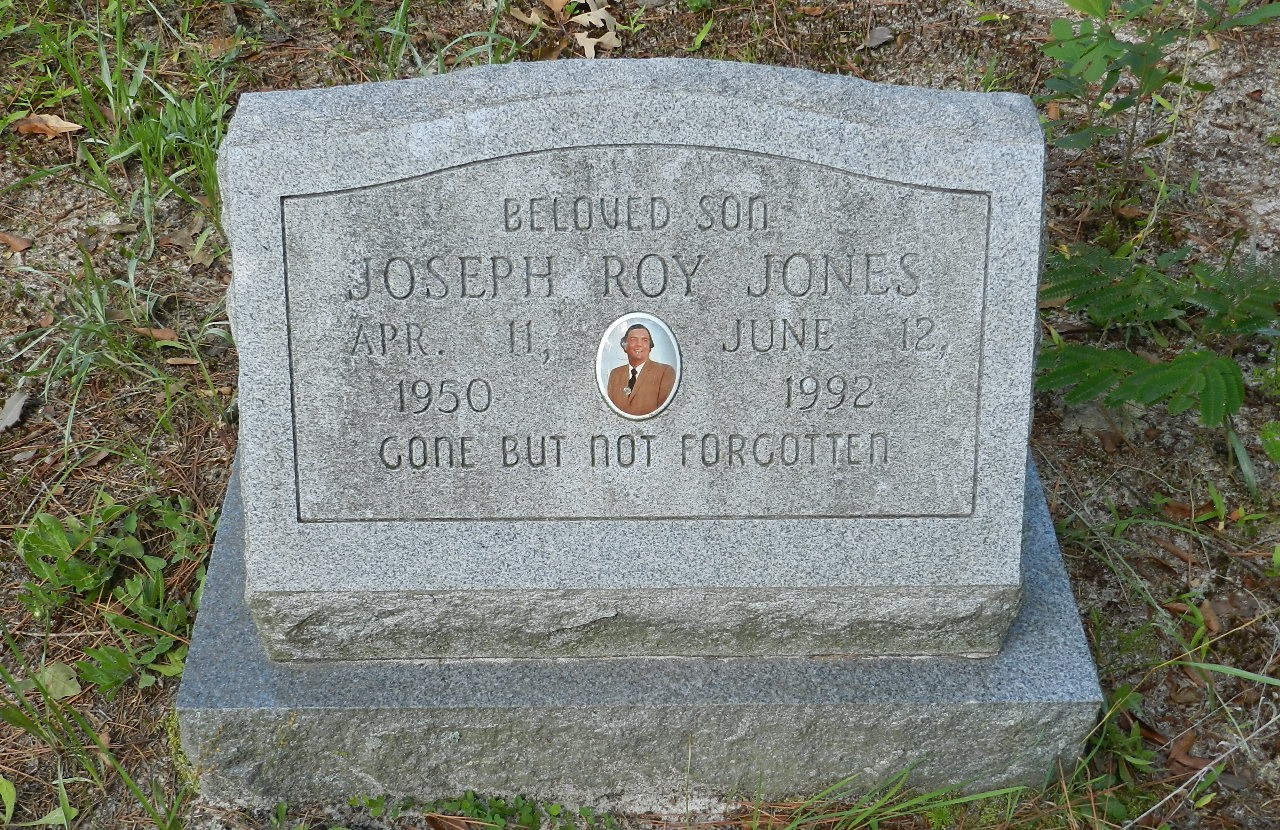 BELOVED SON
JOSEPH ROY JONES
APR. 11, JUNE 12,
1950 1992
GONE BUT NOT FORGOTTEN